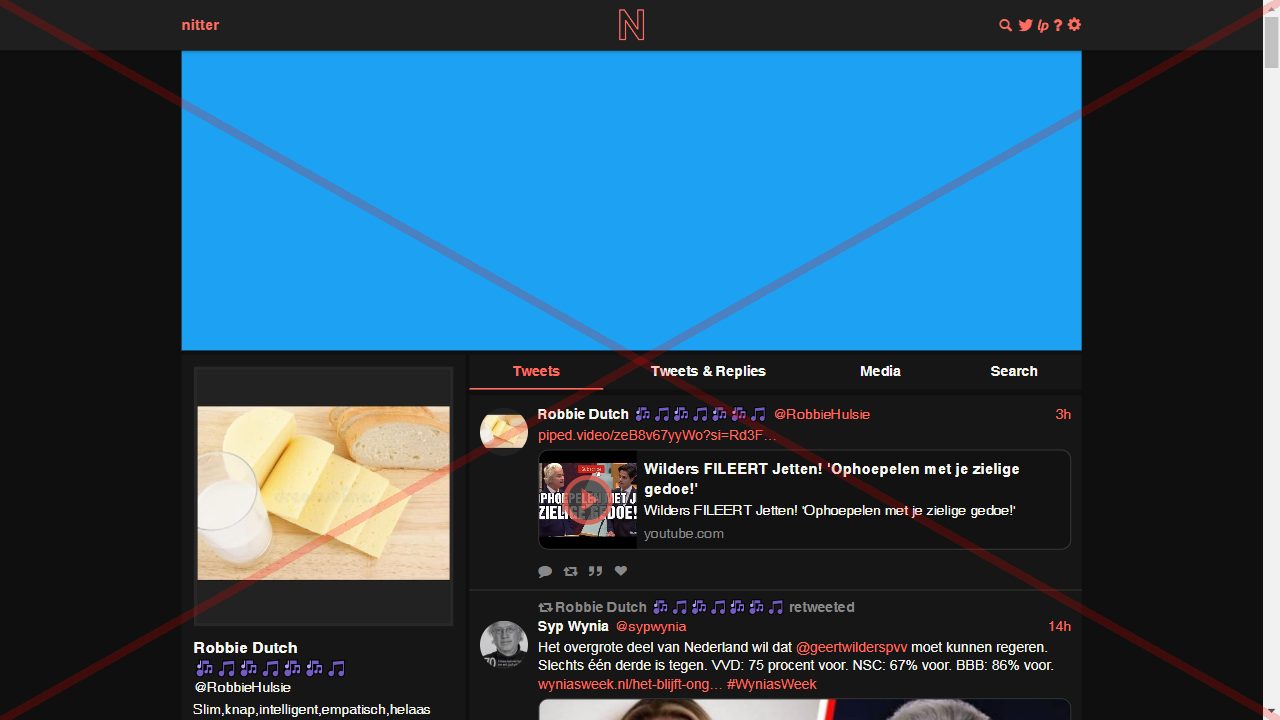 nitter
N
lp ?
Tweets
Tweets & Replies
Media
Search
Robbie Dutch 🎶🎵🎶🎵🎶🎶🎵 @RobbieHulsie 3h
piped.video/zeB8v67yyWo?si=Rd3F…
Wilders FILEERT Jetten! 'Ophoepelen met je zielige
gedoe!'
Wilders FILEERT Jetten! 'Ophoepelen met je zielige gedoe!'
youtube.com
OPHOEPELEN MET JE
ZIELIGE GEDOE!
Robbie Dutch 🎶🎵🎶🎵🎶🎶🎵 retweeted
Syp Wynia @sypwynia 14h
Het overgrote deel van Nederland wil dat @geertwilderspvv moet kunnen regeren.
Slechts één derde is tegen. VVD: 75 procent voor. NSC: 67% voor. BBB: 86% voor.
wyniasweek.nl/het-blijft-ong… #WyniasWeek
Robbie Dutch
🎶🎵🎶🎵🎶🎶🎵
@RobbieHulsie
Slim,knap,intelligent,empatisch,helaas